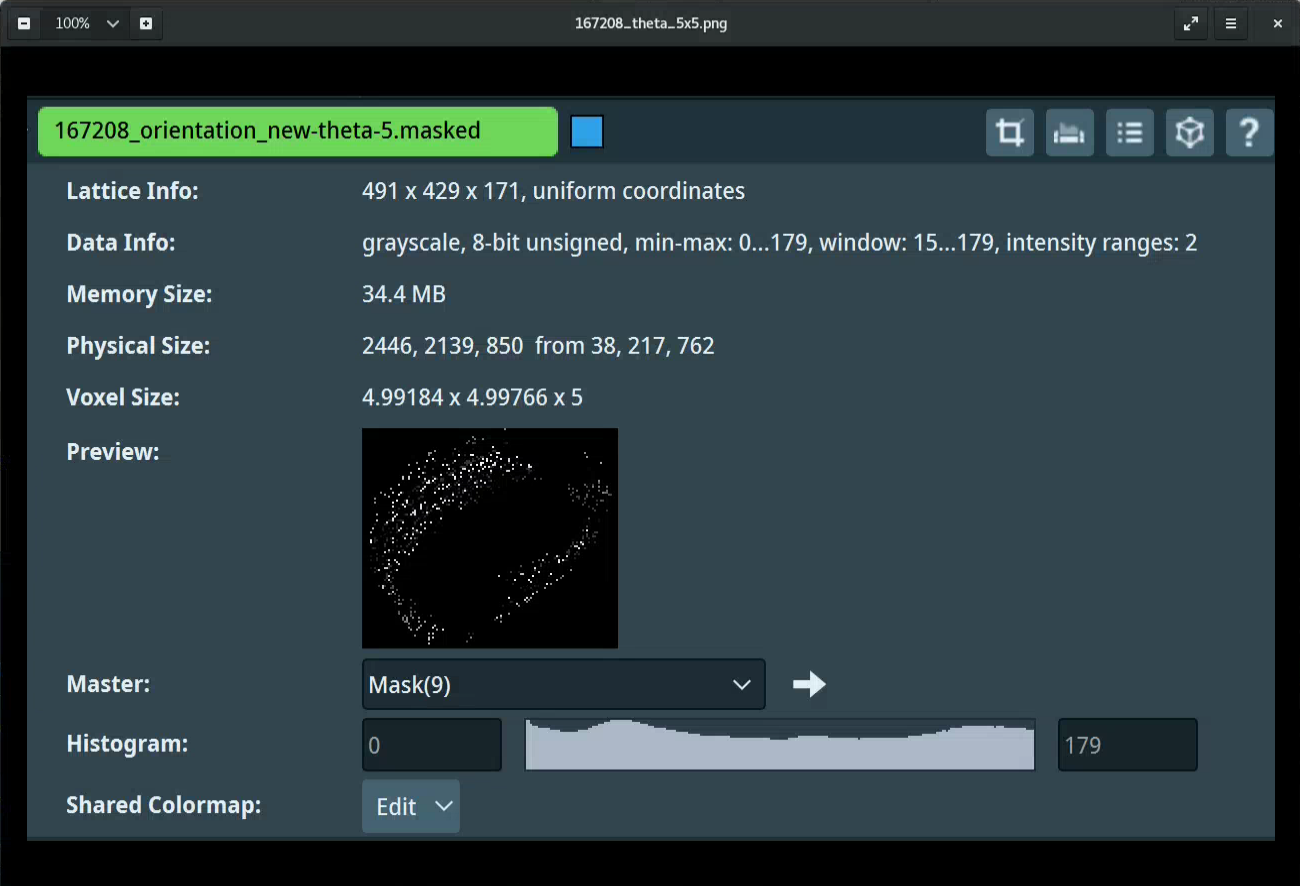 100%
167208_theta_5x5.png
167208_orientation_new-theta-5.masked
?
Lattice Info: 491 x 429 x 171, uniform coordinates
Data Info: grayscale, 8-bit unsigned, min-max: 0...179, window: 15...179, intensity ranges: 2
Memory Size: 34.4 MB
Physical Size: 2446, 2139, 850 from 38, 217, 762
Voxel Size: 4.99184 x 4.99766 x 5
Preview:
Master: Mask(9)
Histogram: 0 179
Shared Colormap: Edit